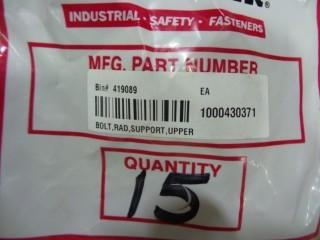 INDUSTRIAL · SAFETY · FASTENERS
MFG. PART NUMBER
Bin# 419089 EA
1000430371
BOLT,RAD,SUPPORT,UPPER
QUANTITY
15